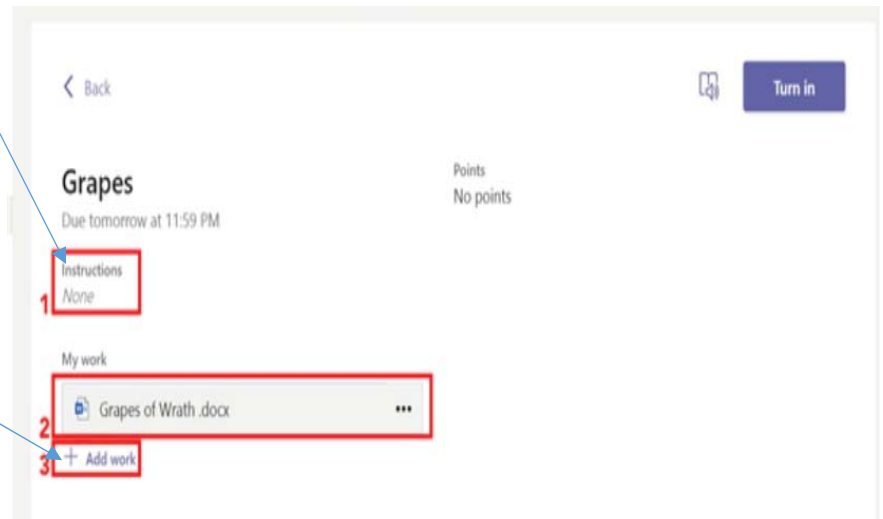 Back
Turn in
Grapes
Points
No points
Due tomorrow at 11:59 PM
Instructions
None
1
My work
Grapes of Wrath .docx
2
3 + Add work